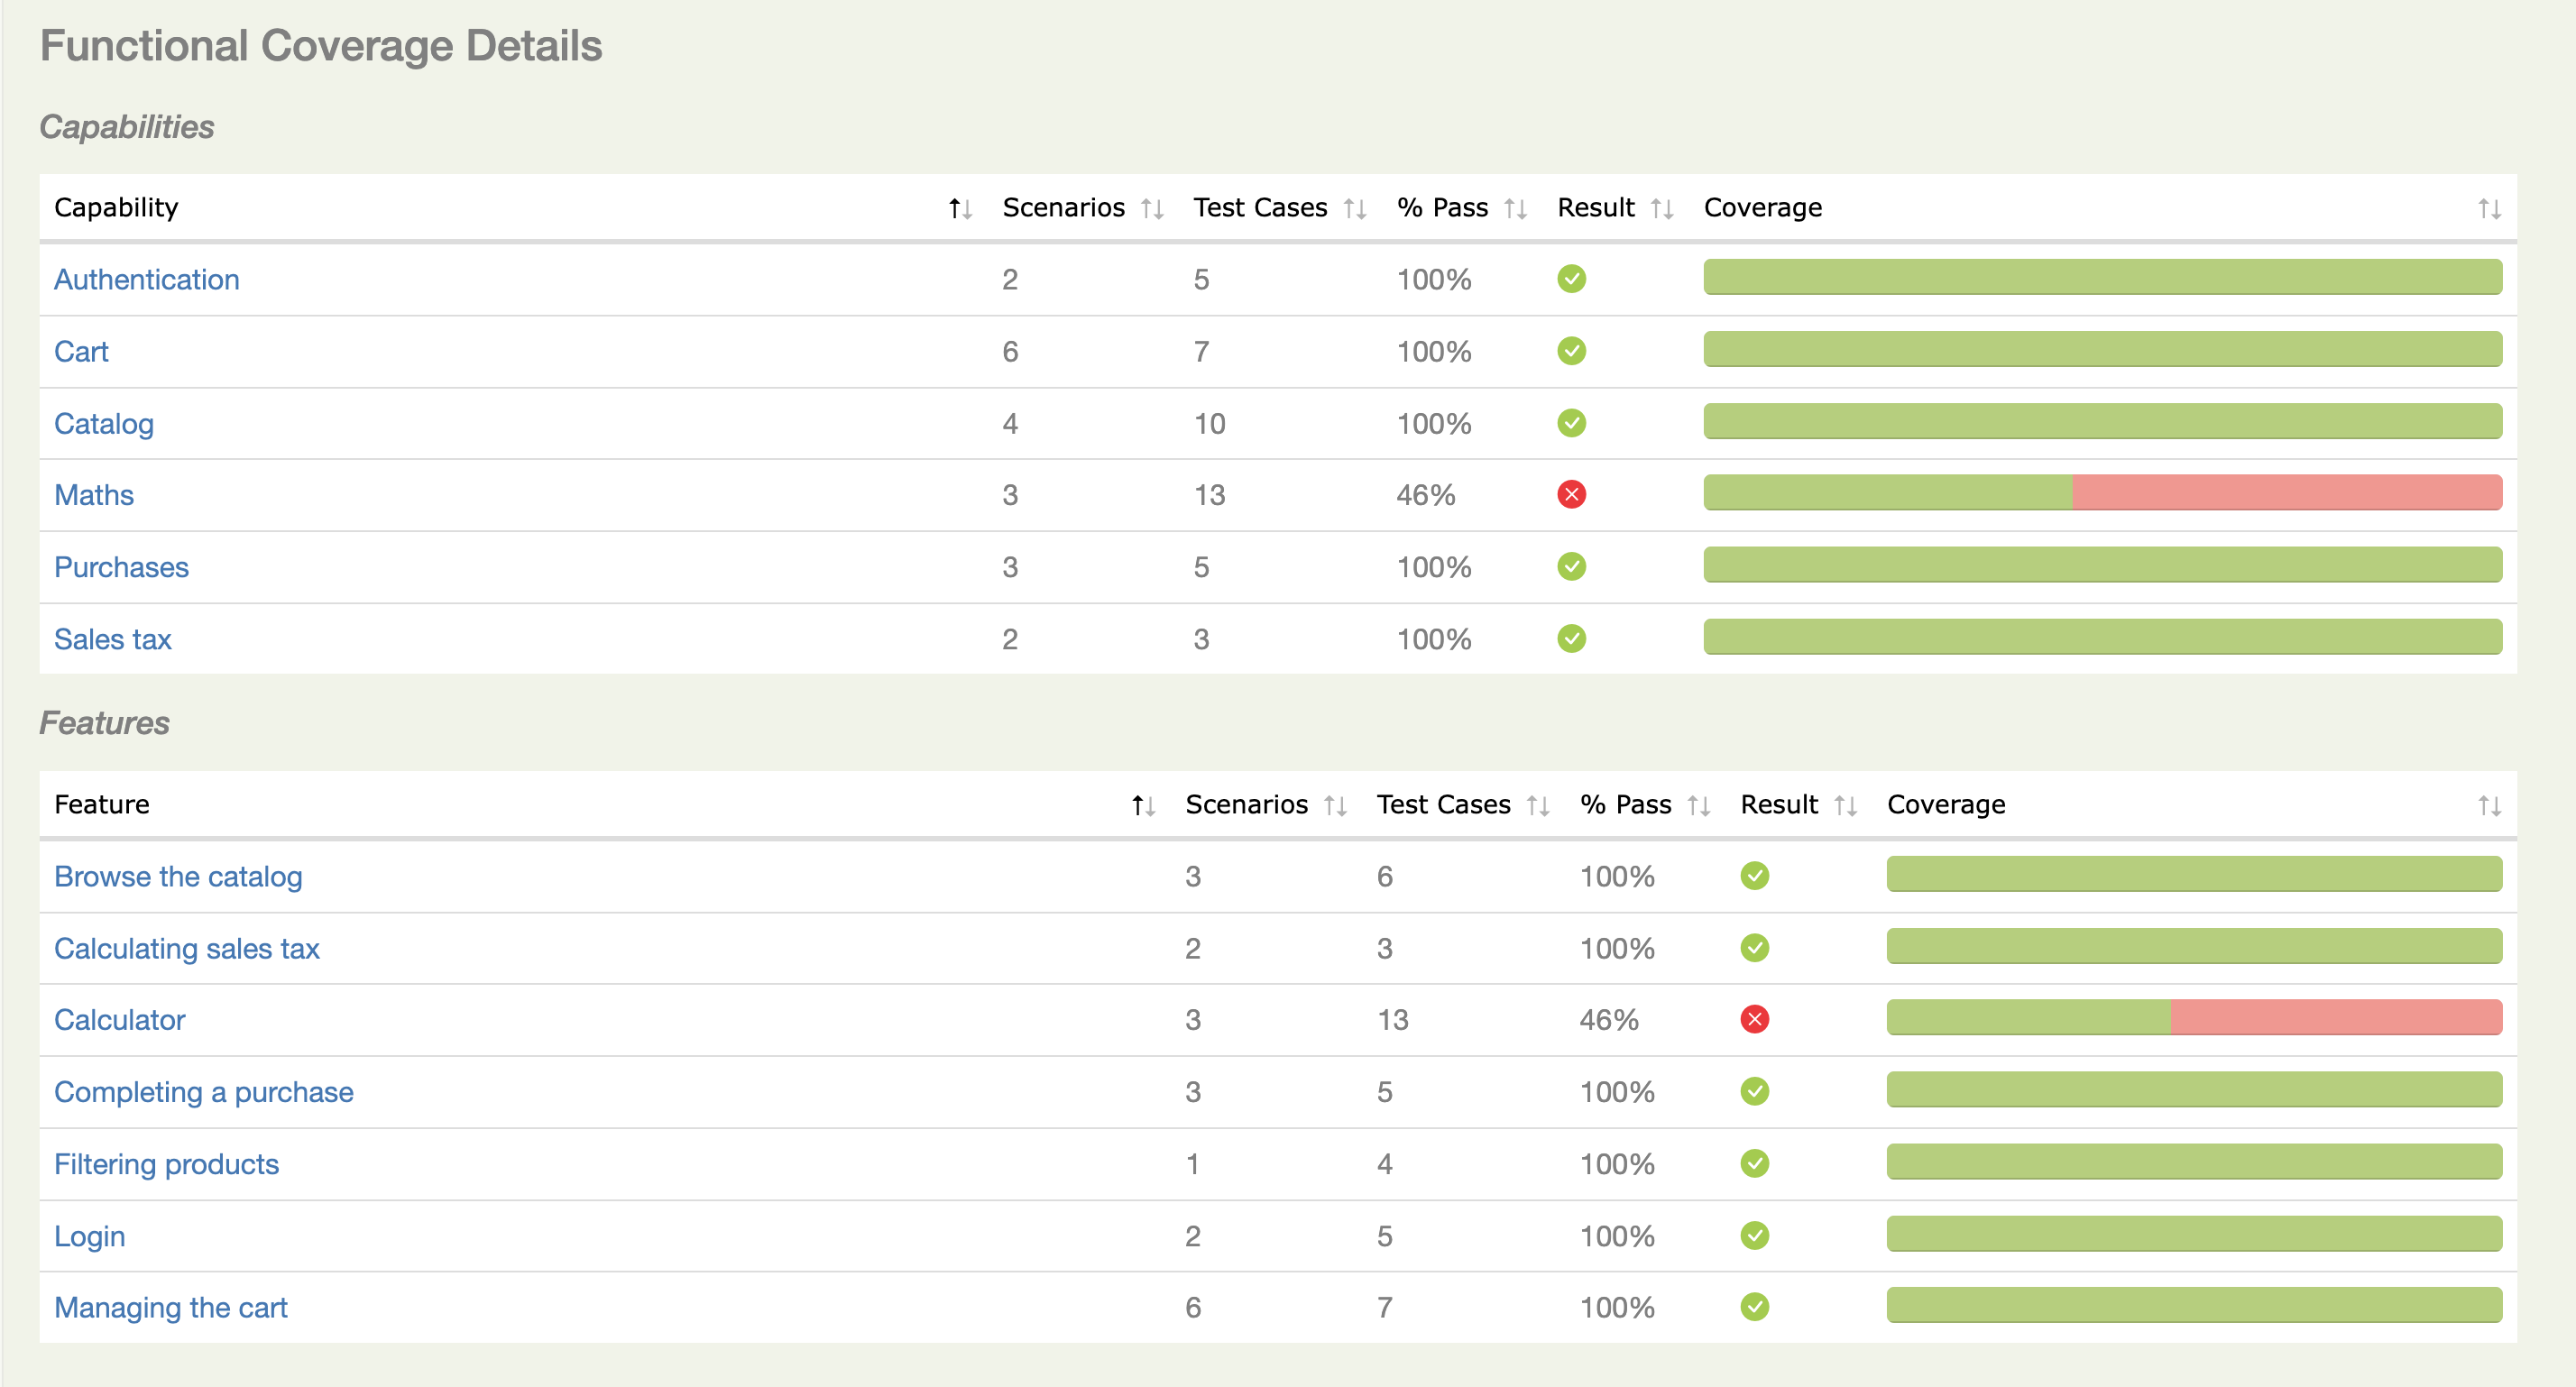 Functional Coverage Details
Capabilities
Capability Scenarios Test Cases % Pass Result Coverage
Authentication 2 5 100%
Cart 6 7 100%
Catalog 4 10 100%
Maths 3 13 46%
Purchases 3 5 100%
Sales tax 2 3 100%
Features
Feature Scenarios Test Cases % Pass Result Coverage
Browse the catalog 3 6 100%
Calculating sales tax 2 3 100%
Calculator 3 13 46%
Completing a purchase 3 5 100%
Filtering products 1 4 100%
Login 2 5 100%
Managing the cart 6 7 100%